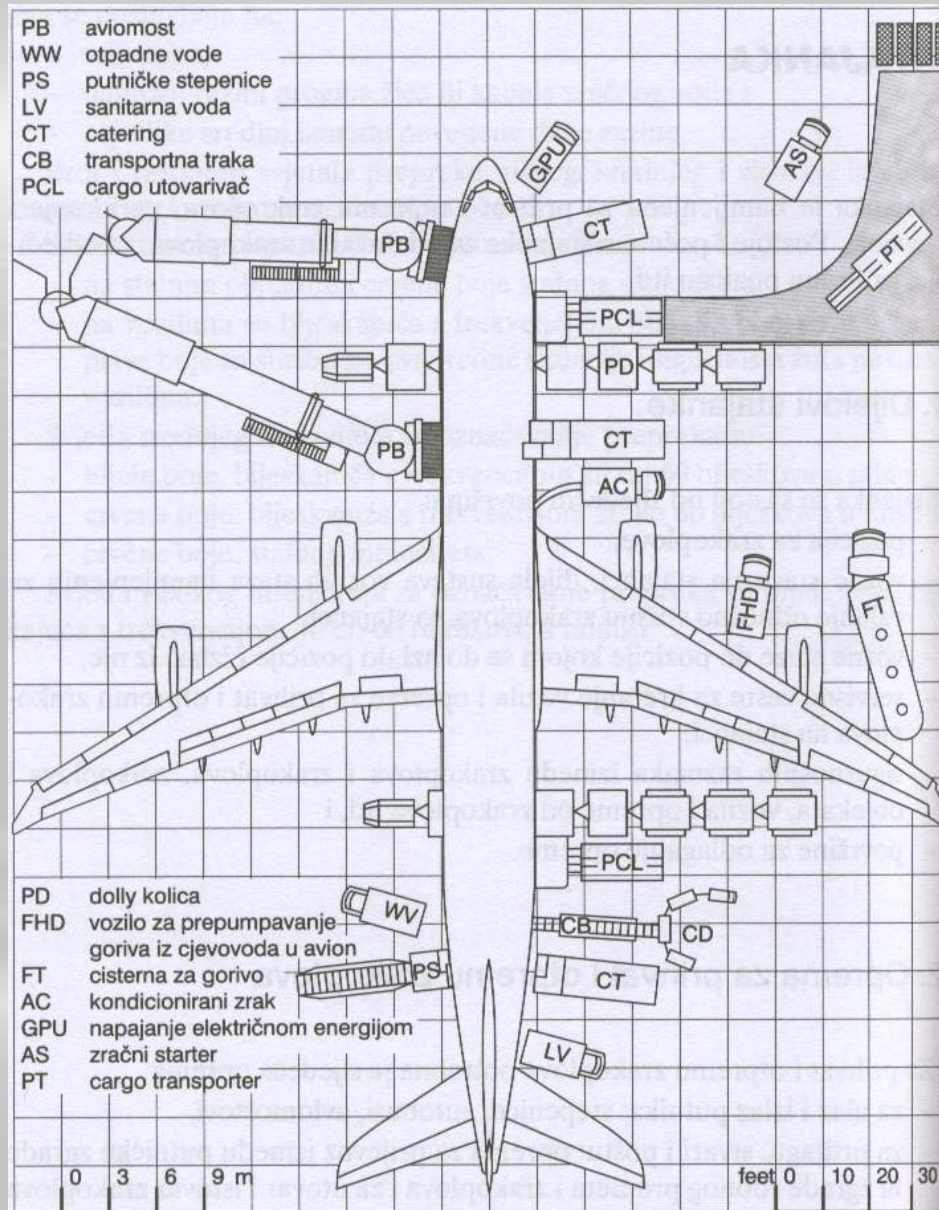 PB aviomost
WW otpadne vode
PS putničke stepenice
LV sanitarna voda
CT catering
CB transportna traka
PCL cargo utovarivač
GPU
AS
PB
CT
PT
PCL
PD
PB
CT
AC
FHD
FT
PCL
PD dolly kolica
FHD vozilo za prepumpavanje
goriva iz cjevovoda u avion
FT cisterna za gorivo
AC kondicionirani zrak
GPU napajanje električnom energijom
AS zračni starter
PT cargo transporter
WV
CB
CD
PS
CT
LV
0 3 6 9 m
feet 0 10 20 30